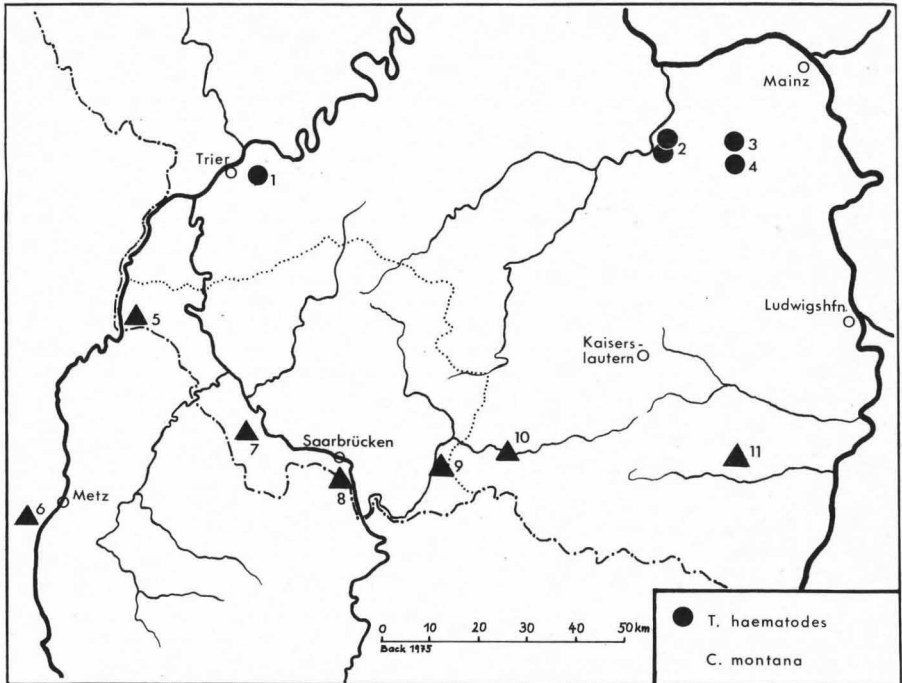 Mainz
3
2
4
Trier
1
Ludwigshfn.
5
Kaisers-
lautern
10
7
Saarbrücken
9
11
8
Metz
6
0 10 20 30 40 50 km
Back 1975
T. haematodes
C. montana